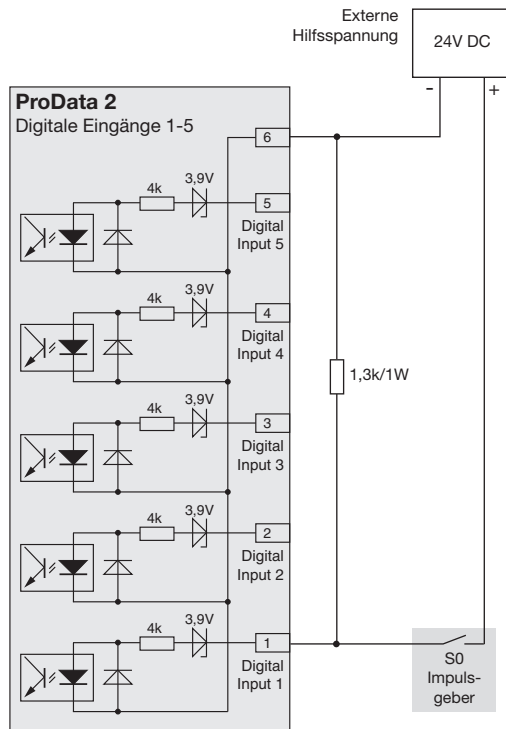 Externe
Hilfsspannung
24V DC
-
+
ProData 2
Digitale Eingänge 1-5
6
4k
3,9V
5
Digital
Input 5
4k
3,9V
4
Digital
Input 4
1,3k/1W
4k
3,9V
3
Digital
Input 3
4k
3,9V
2
Digital
Input 2
4k
3,9V
1
Digital
Input 1
S0
Impuls-
geber